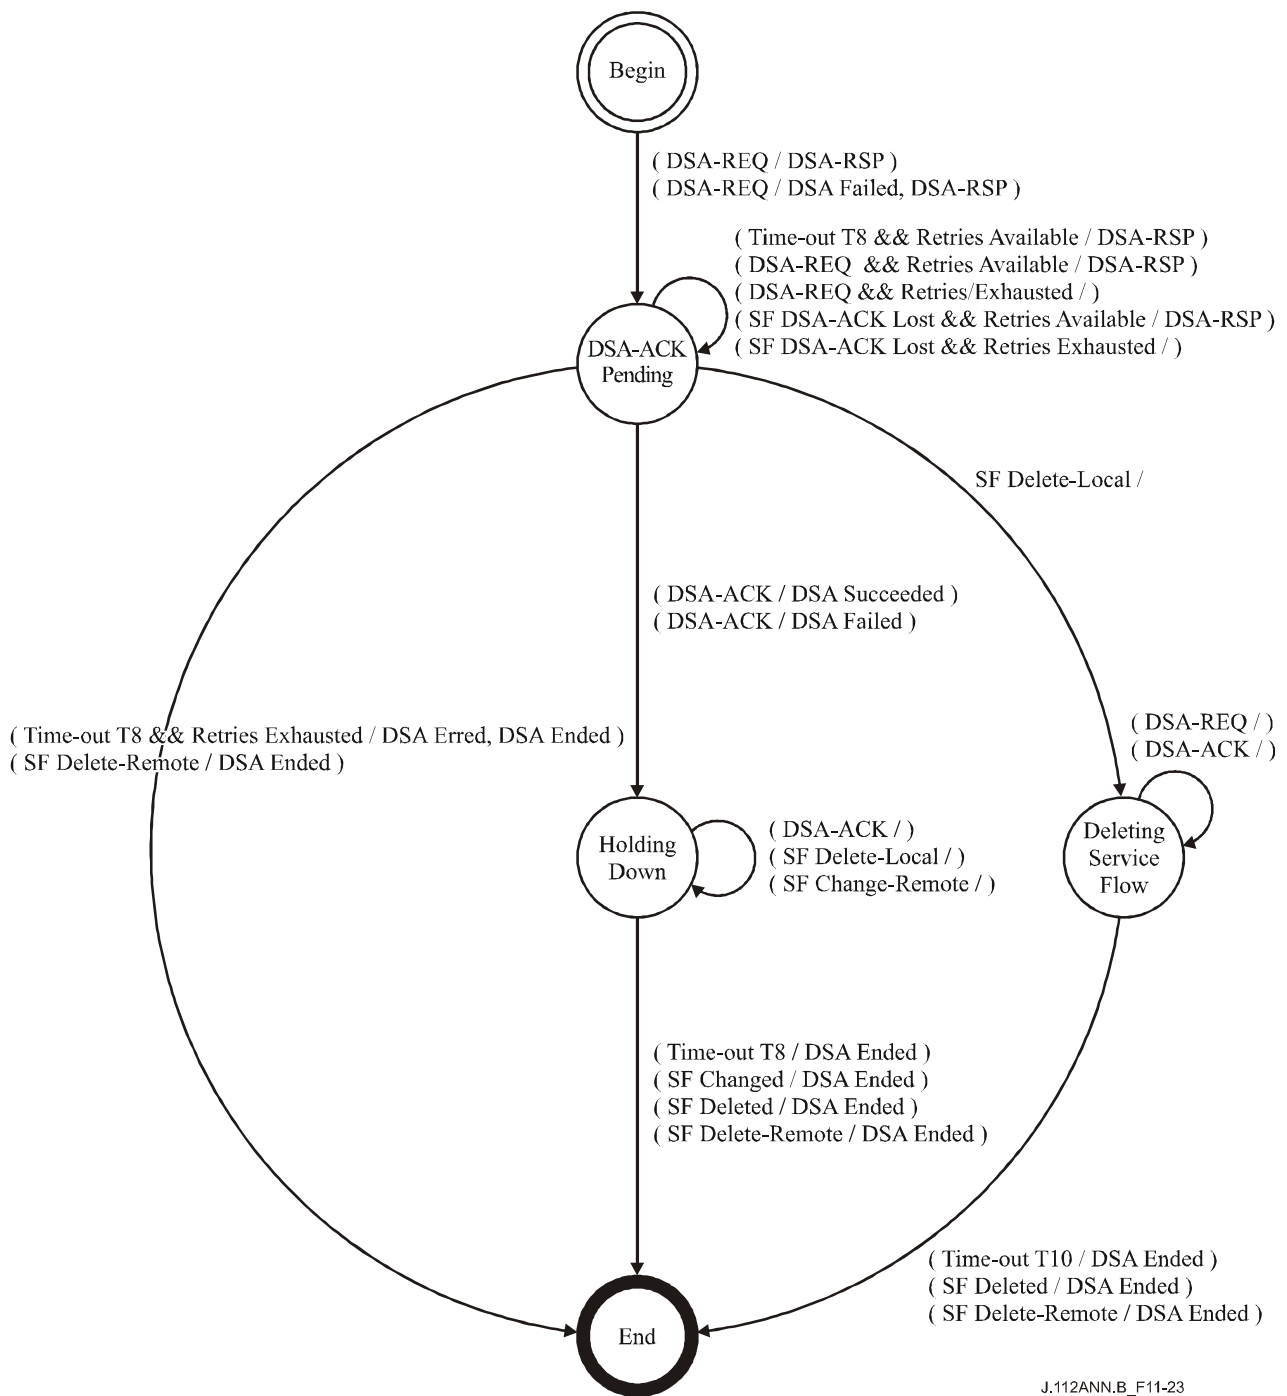 Begin
( DSA-REQ / DSA-RSP )
( DSA-REQ / DSA Failed, DSA-RSP )
( Time-out T8 && Retries Available / DSA-RSP )
( DSA-REQ && Retries Available / DSA-RSP )
( DSA-REQ && Retries/Exhausted / )
( SF DSA-ACK Lost && Retries Available / DSA-RSP )
( SF DSA-ACK Lost && Retries Exhausted / )
DSA-ACK
Pending
SF Delete-Local /
( DSA-ACK / DSA Succeeded )
( DSA-ACK / DSA Failed )
( Time-out T8 && Retries Exhausted / DSA Erred, DSA Ended )
( SF Delete-Remote / DSA Ended )
( DSA-REQ / )
( DSA-ACK / )
Holding
Down
( DSA-ACK / )
( SF Delete-Local / )
( SF Change-Remote / )
Deleting
Service
Flow
( Time-out T8 / DSA Ended )
( SF Changed / DSA Ended )
( SF Deleted / DSA Ended )
( SF Delete-Remote / DSA Ended )
( Time-out T10 / DSA Ended )
( SF Deleted / DSA Ended )
( SF Delete-Remote / DSA Ended )
End
J.112ANN.B_F11-23